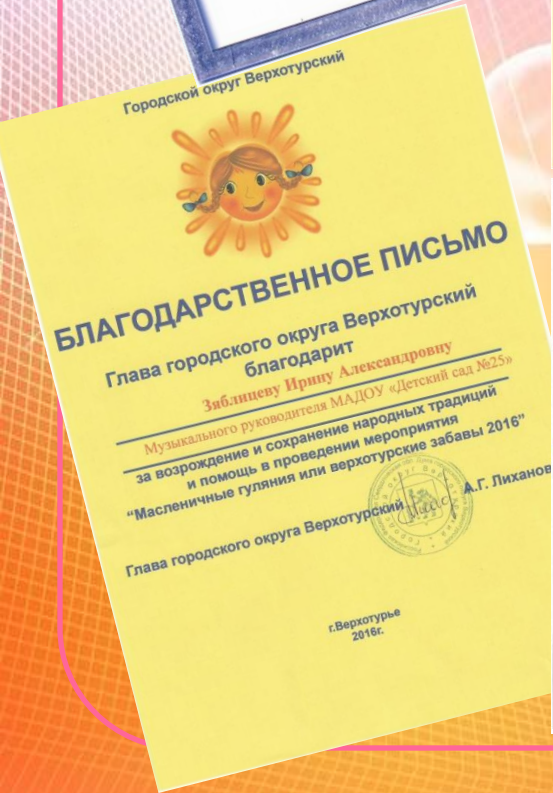 Городской округ Верхотурский
БЛАГОДАРСТВЕННОЕ ПИСЬМО
Глава городского округа Верхотурский
благодарит
Зяблицеву Ирину Александровну
Музыкального руководителя МАДОУ «Детский сад №25»
за возрождение и сохранение народных традиций
и помощь в проведении мероприятия
“Масленичные гуляния или верхотурские забавы 2016”
Глава городского округа Верхотурский А.Г. Лиханов
г.Верхотурье
2016г.